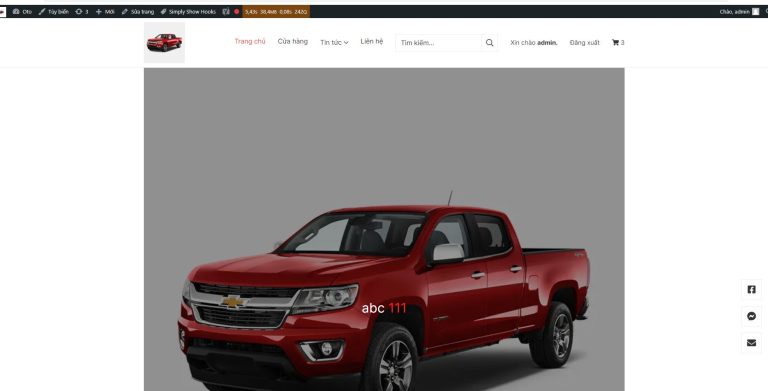 Oto Tùy biến 3 Mới Sửa trang Simply Show Hooks 5,43s 38,4MB 0,08s 242Q Chào, admin
Trang chủ Cửa hàng Tin tức Liên hệ Tìm kiếm... Xin chào admin. Đăng xuất 3
abc 111